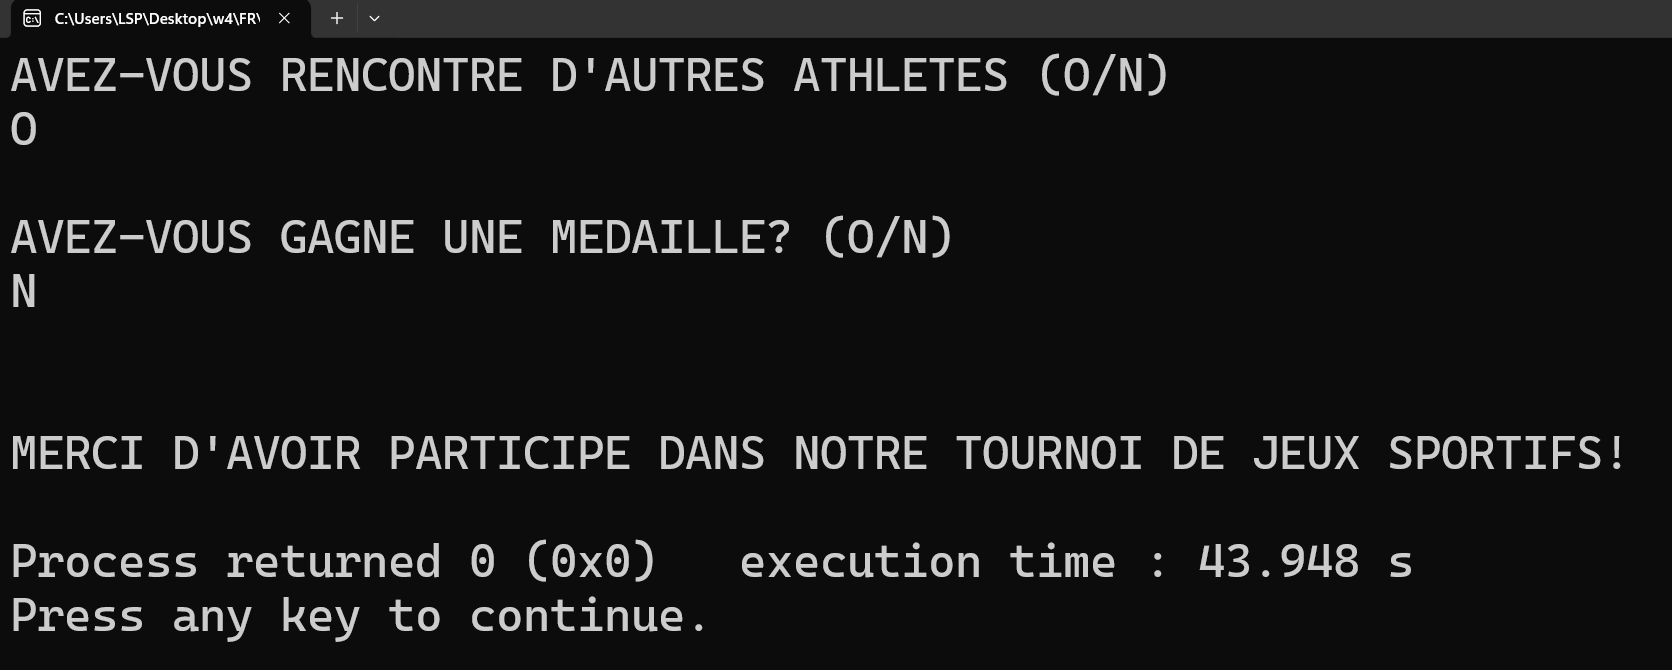 C:\Users\LSP\Desktop\w4\FR\
AVEZ-VOUS RENCONTRE D'AUTRES ATHLETES (O/N)
O
AVEZ-VOUS GAGNE UNE MEDAILLE? (O/N)
N
MERCI D'AVOIR PARTICIPE DANS NOTRE TOURNOI DE JEUX SPORTIFS!
Process returned 0 (0x0)   execution time : 43.948 s
Press any key to continue.